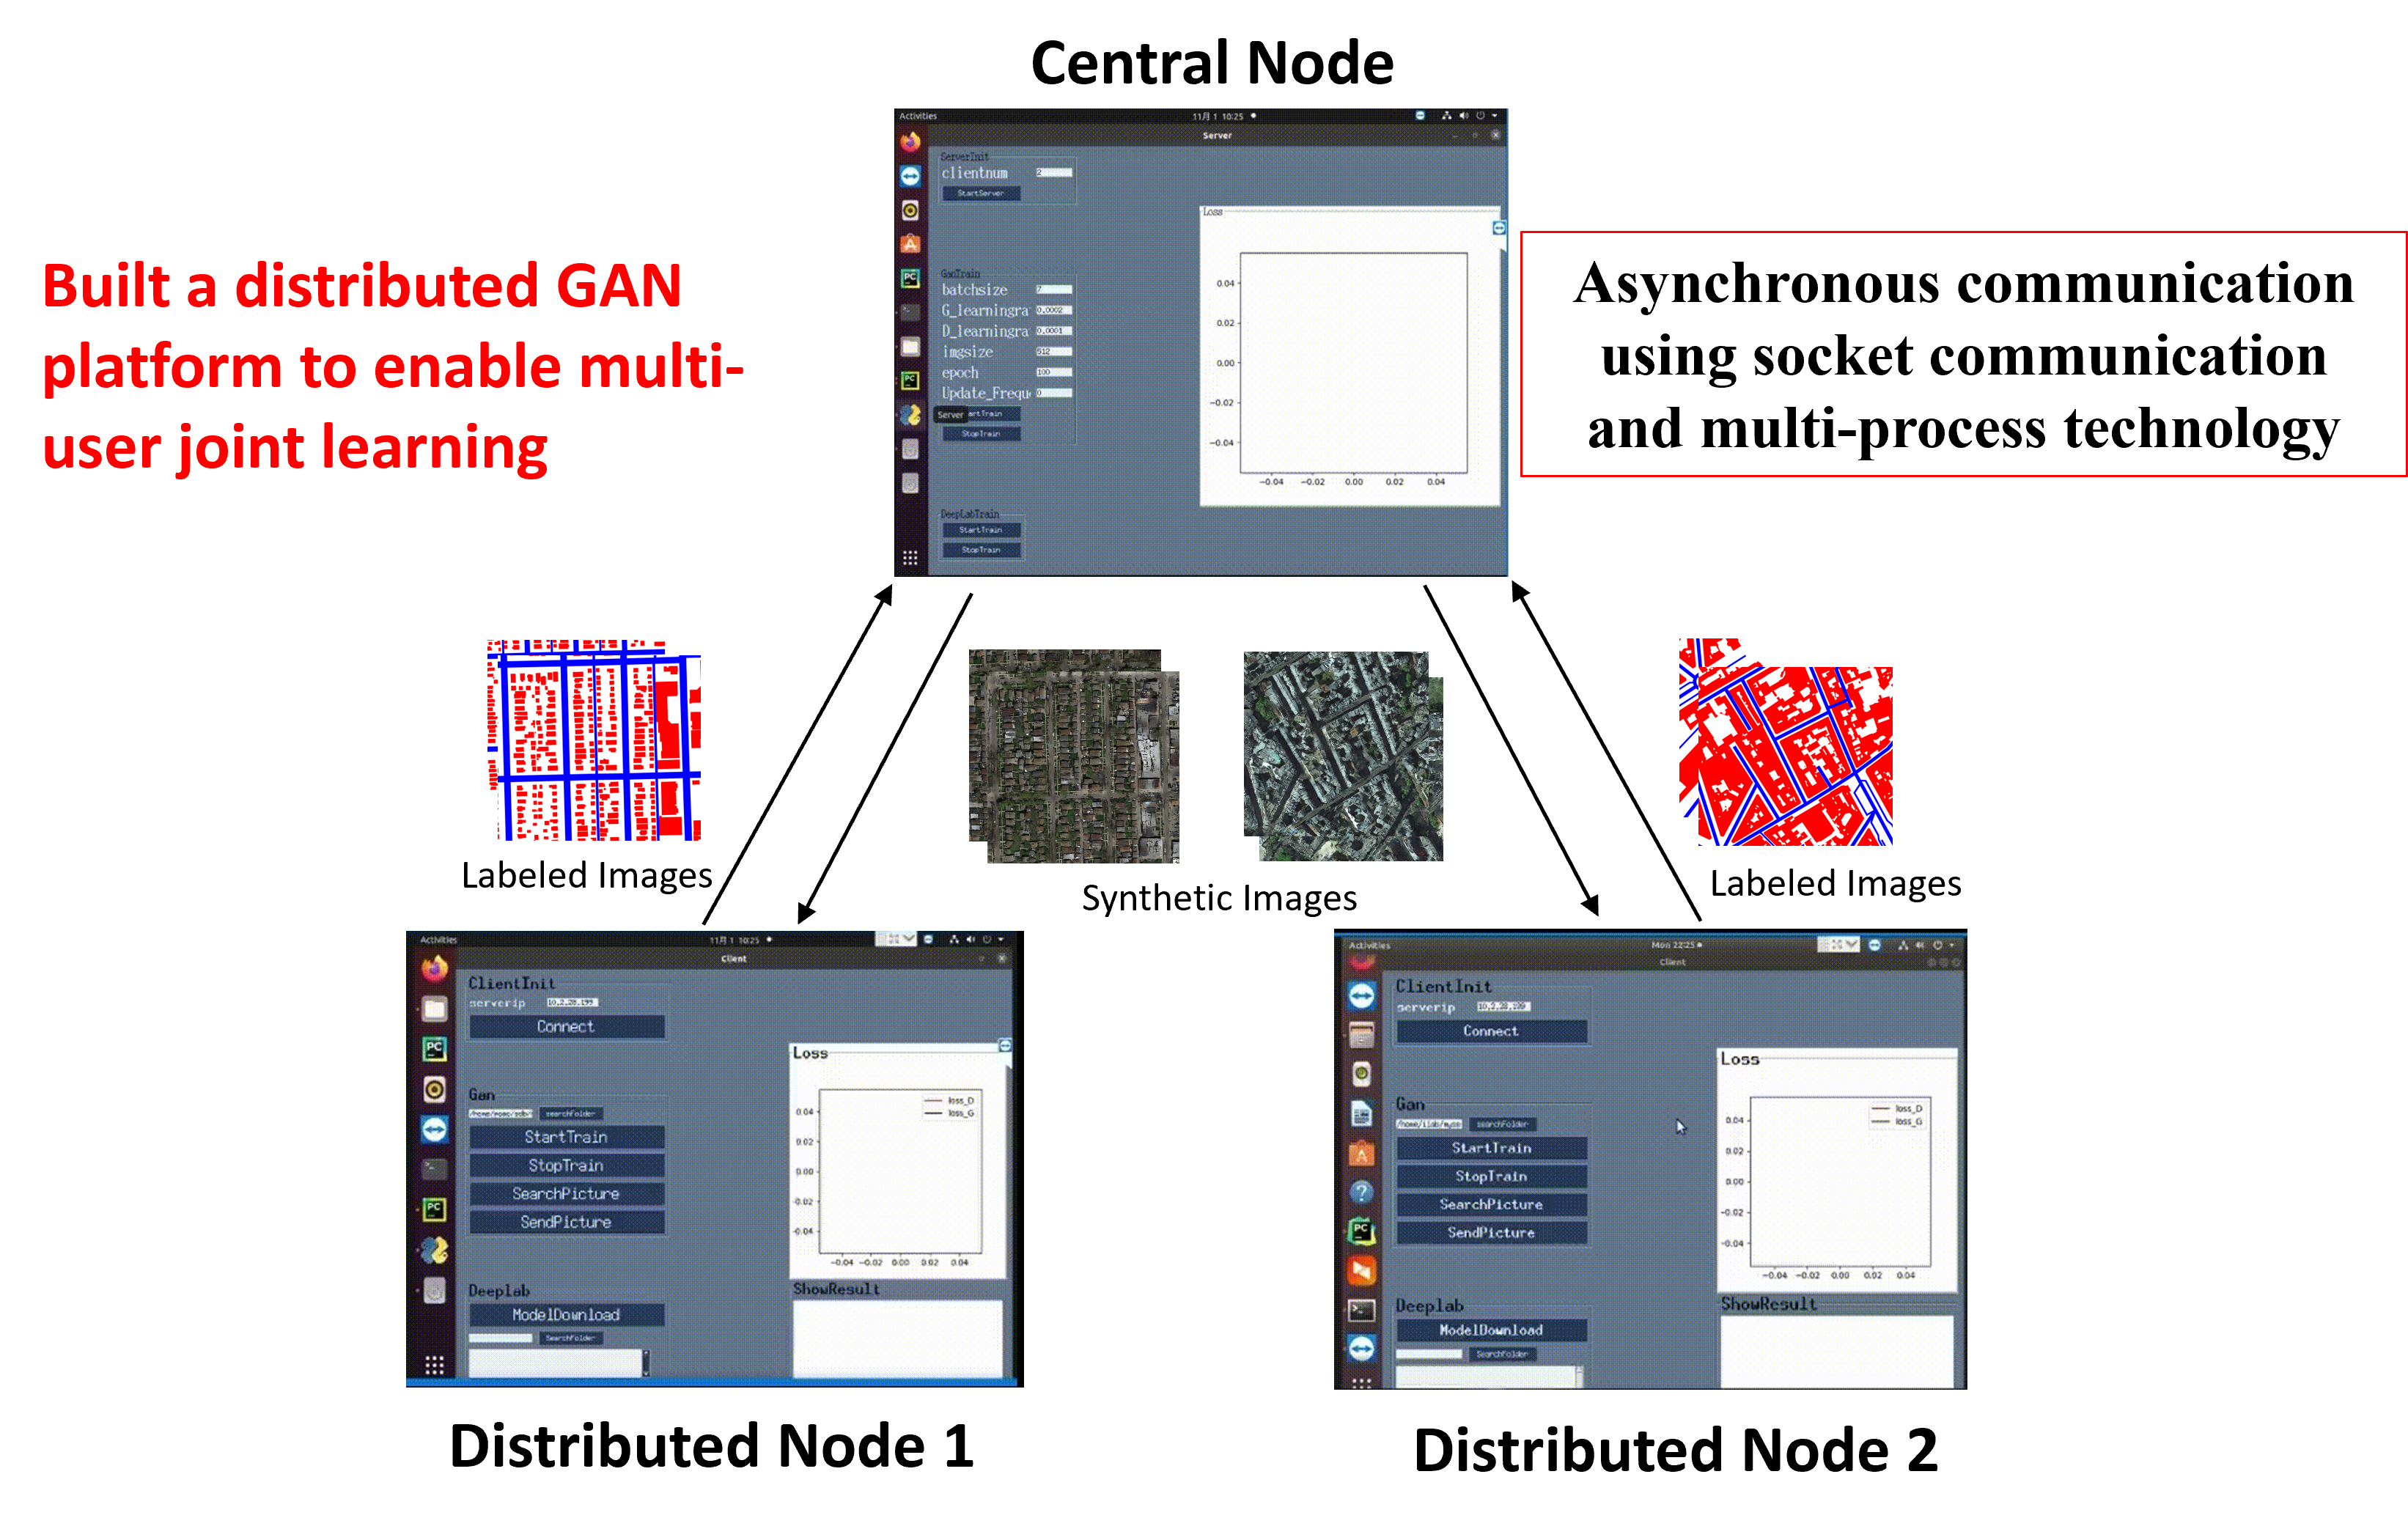 Central Node
Activities
11月 1 10:25
Server
ServerInit
clientnum 2
StartServer
Loss
GanTrain
batchsize 7
G_learningra 0.0002
D_learningra 0.0001
imgsize 512
epoch 100
Update_Frequ 0
Server artTrain
StopTrain
0.04
0.02
0.00
−0.02
−0.04
−0.04 −0.02 0.00 0.02 0.04
DeepLabTrain
StartTrain
StopTrain
Built a distributed GAN
platform to enable multi-
user joint learning
Asynchronous communication
using socket communication
and multi-process technology
Labeled Images
Synthetic Images
Labeled Images
Activities
11月 1 10:25
Client
ClientInit
serverip 10.2.28.199
Connect
Gan
searchFolder
StartTrain
StopTrain
SearchPicture
SendPicture
Deeplab
ModelDownload
SearchFolder
Loss
loss_D
loss_G
0.04
0.02
0.00
-0.02
-0.04
−0.04 −0.02 0.00 0.02 0.04
ShowResult
Distributed Node 1
Activities
Mon 22:25
Client
ClientInit
serverip
Connect
Gan
searchFolder
StartTrain
StopTrain
SearchPicture
SendPicture
Deeplab
ModelDownload
SearchFolder
Loss
loss_D
loss_G
0.04
0.02
0.00
−0.02
−0.04
−0.04 −0.02 0.00 0.02 0.04
ShowResult
Distributed Node 2